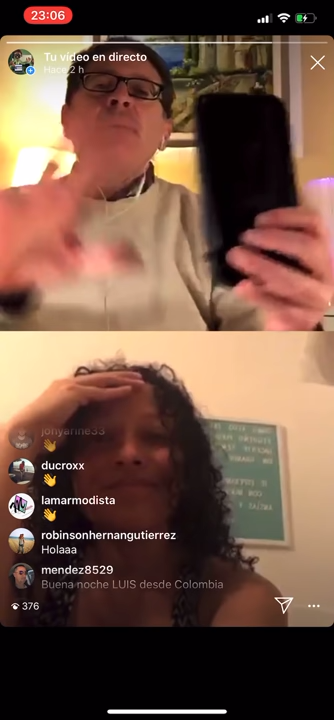 23:06
Tu vídeo en directo
Hace 2 h
jonyarine33
👋
ducroxx
👋
lamarmodista
👋
robinsonhernangutierrez
Holaaa
mendez8529
Buena noche LUIS desde Colombia
376